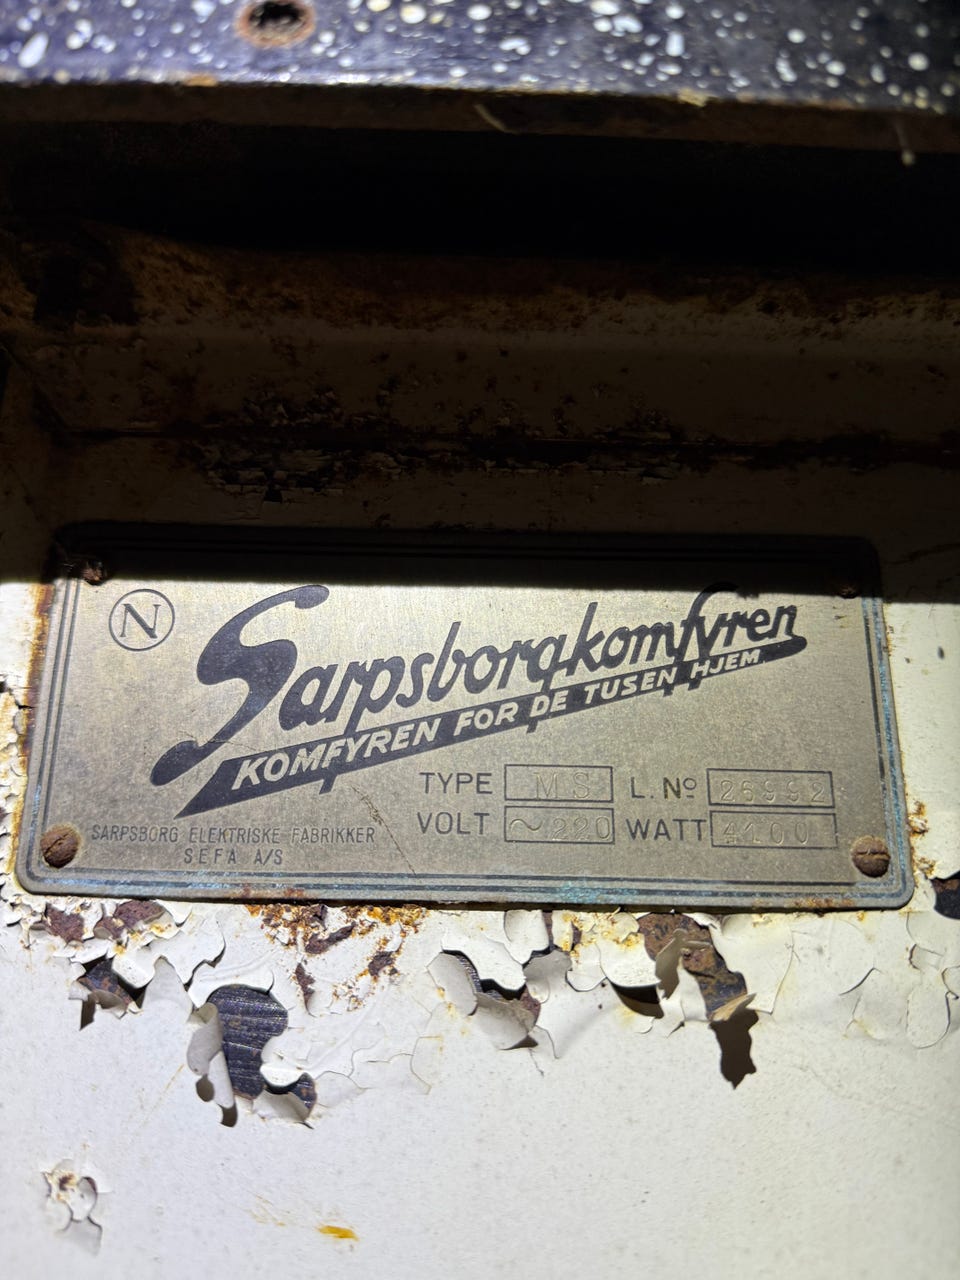 N
Sarpsborgkomfyren
KOMFYREN FOR DE TUSEN HJEM
TYPE MS L. Nº 26992
VOLT ~220 WATT 4100
SARPSBORG ELEKTRISKE FABRIKKER
SEFA A/S